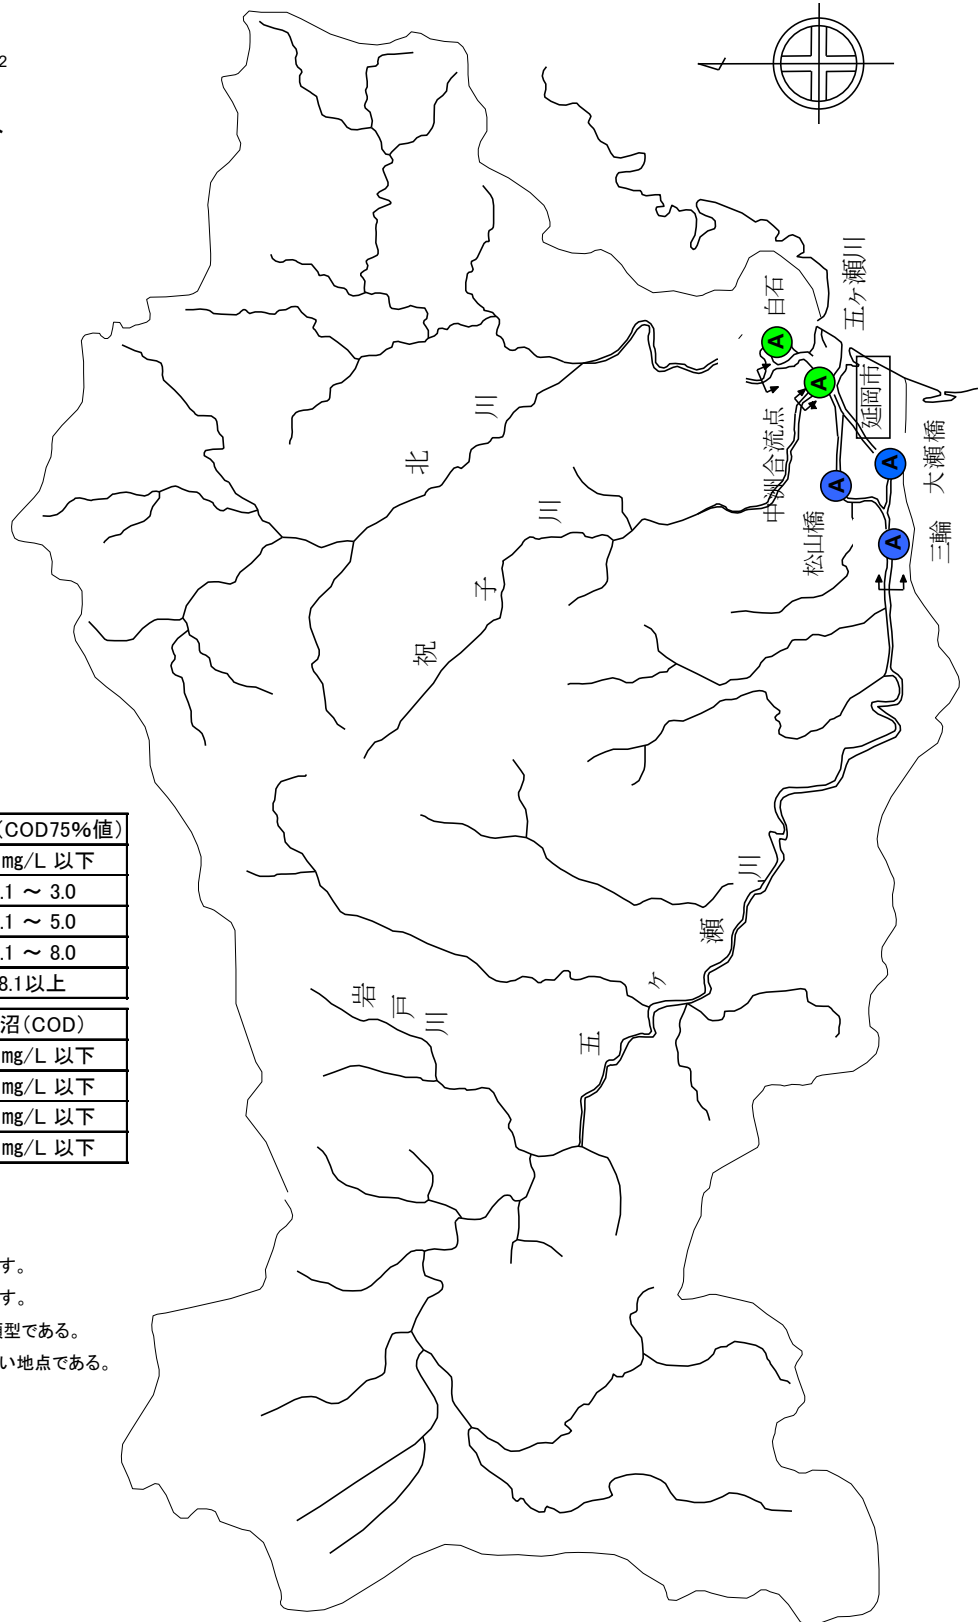 2
(COD75%値)
mg/L 以下
.1 ～ 3.0
.1 ～ 5.0
.1 ～ 8.0
8.1以上
沼(COD)
mg/L 以下
mg/L 以下
mg/L 以下
mg/L 以下
す。
す。
型である。
い地点である。
北川
祝子川
岩戸川
五ヶ瀬川
五ヶ瀬川
白石
A
A
中洲合流点
延岡市
大瀬橋
A
A
松山橋
A
三輪